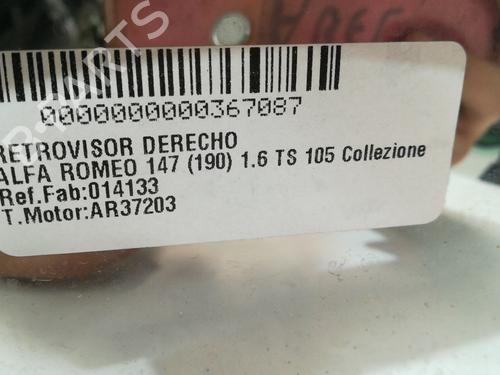 0000000000367087
RETROVISOR DERECHO
ALFA ROMEO 147 (190) 1.6 TS 105 Collezione
Ref.Fab:014133
T.Motor:AR37203